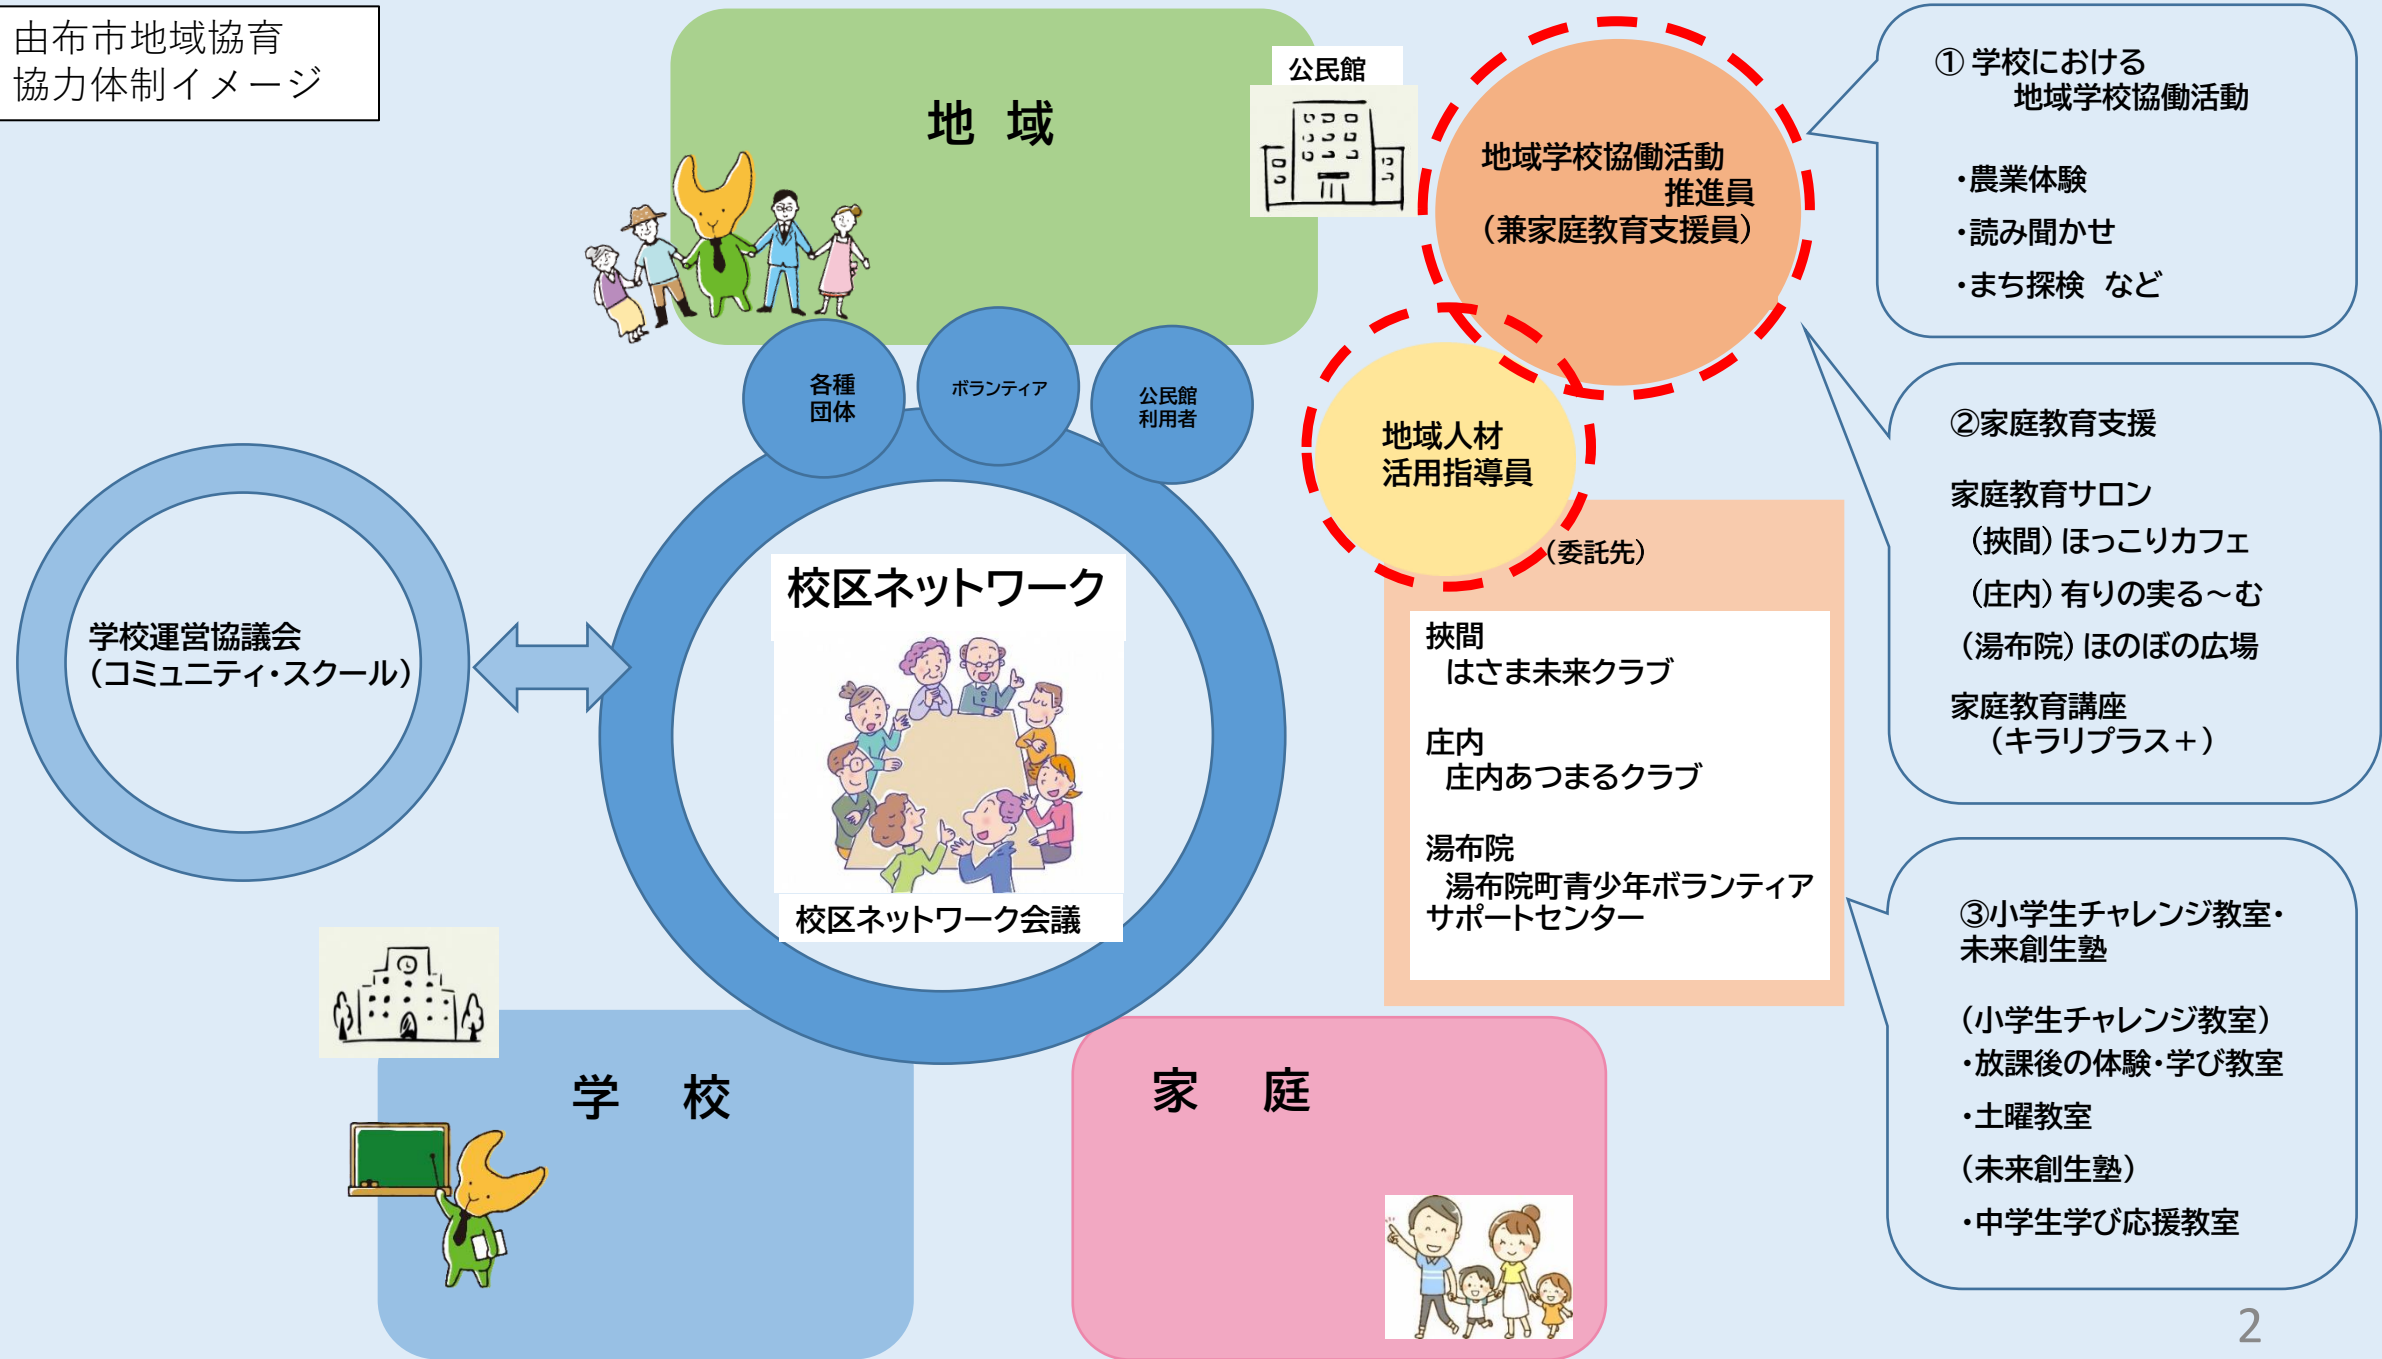 由布市地域協育
協力体制イメージ
地 域
公民館
地域学校協働活動
推進員
（兼家庭教育支援員）
各種
団体
ボランティア
公民館
利用者
地域人材
活用指導員
（委託先）
学校運営協議会
（コミュニティ・スクール）
校区ネットワーク
校区ネットワーク会議
挾間
はさま未来クラブ
庄内
庄内あつまるクラブ
湯布院
湯布院町青少年ボランティア
サポートセンター
学 校
家 庭
① 学校における
地域学校協働活動
・農業体験
・読み聞かせ
・まち探検 など
②家庭教育支援
家庭教育サロン
（挾間）ほっこりカフェ
（庄内）有りの実る～む
（湯布院）ほのぼの広場
家庭教育講座
（キラリプラス＋）
③小学生チャレンジ教室・
未来創生塾
（小学生チャレンジ教室）
・放課後の体験・学び教室
・土曜教室
（未来創生塾）
・中学生学び応援教室
2